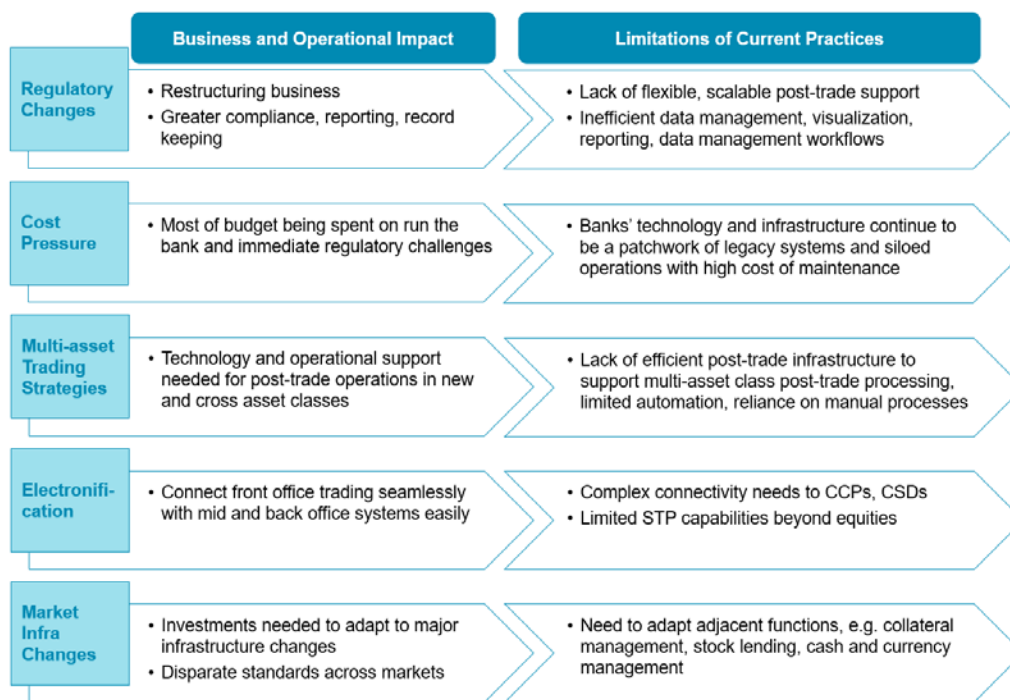 Business and Operational Impact
Limitations of Current Practices
Regulatory
Changes
• Restructuring business
• Greater compliance, reporting, record
keeping
• Lack of flexible, scalable post-trade support
• Inefficient data management, visualization,
reporting, data management workflows
Cost
Pressure
• Most of budget being spent on run the
bank and immediate regulatory challenges
• Banks’ technology and infrastructure continue to
be a patchwork of legacy systems and siloed
operations with high cost of maintenance
Multi-asset
Trading
Strategies
• Technology and operational support
needed for post-trade operations in new
and cross asset classes
• Lack of efficient post-trade infrastructure to
support multi-asset class post-trade processing,
limited automation, reliance on manual processes
Electronifi-
cation
• Connect front office trading seamlessly
with mid and back office systems easily
• Complex connectivity needs to CCPs, CSDs
• Limited STP capabilities beyond equities
Market
Infra
Changes
• Investments needed to adapt to major
infrastructure changes
• Disparate standards across markets
• Need to adapt adjacent functions, e.g. collateral
management, stock lending, cash and currency
management